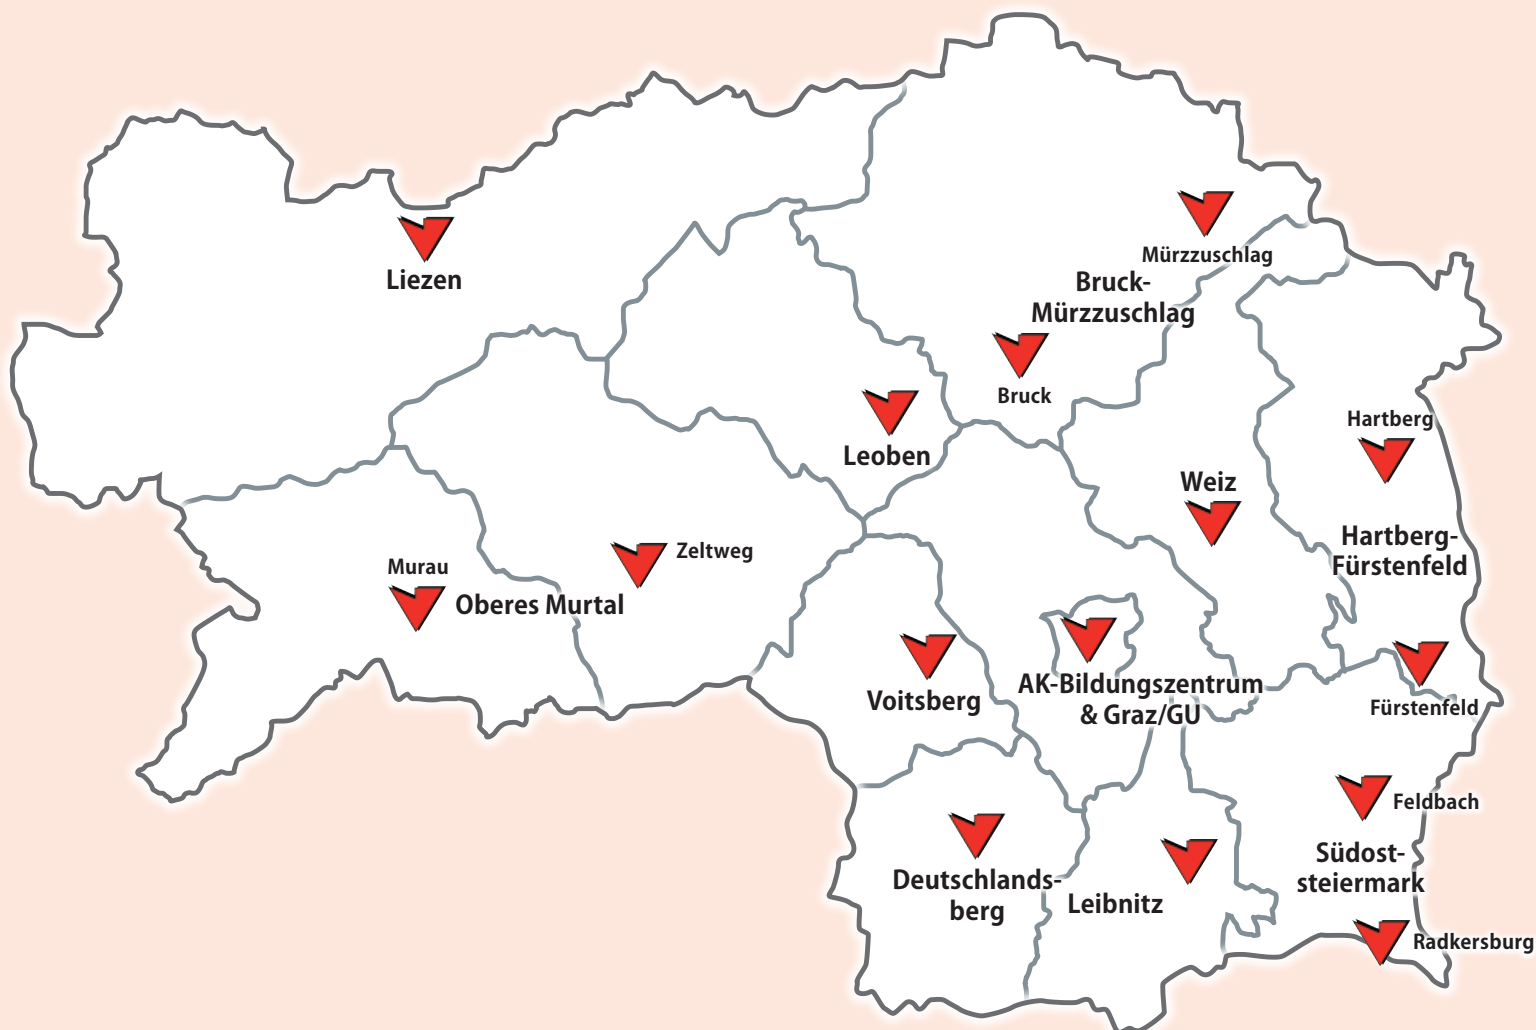 Mürzzuschlag
Liezen
Bruck-
Mürzzuschlag
Bruck
Hartberg
Leoben
Weiz
Hartberg-
Fürstenfeld
Zeltweg
Murau
Oberes Murtal
AK-Bildungszentrum
& Graz/GU
Voitsberg
Fürstenfeld
Feldbach
Südost-
steiermark
Deutschlands-
berg
Leibnitz
Radkersburg